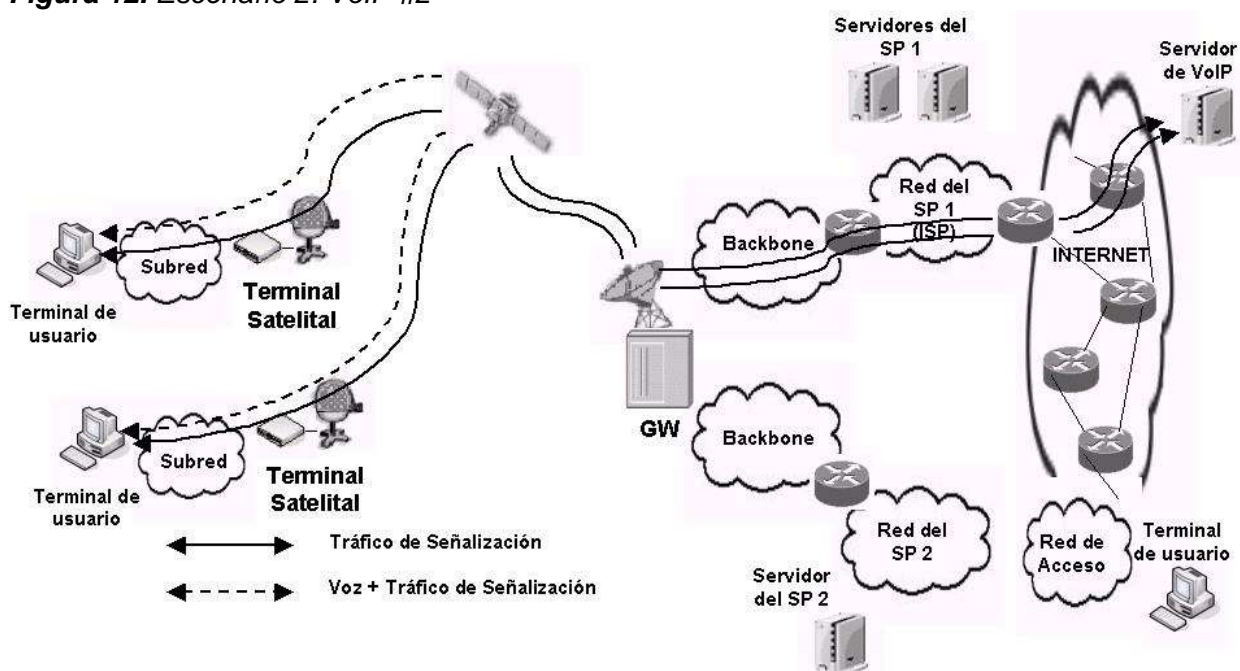 Figura 12. Escenario 2: VoIP #2
Servidores del
SP 1
Servidor
de VoIP
Red del
SP 1
(ISP)
Backbone
INTERNET
Subred
Terminal de
usuario
Terminal
Satelital
GW
Backbone
Subred
Terminal de
usuario
Terminal
Satelital
Red del
SP 2
Red de
Acceso
Terminal
de usuario
Servidor
del SP 2
Tráfico de Señalización
Voz + Tráfico de Señalización